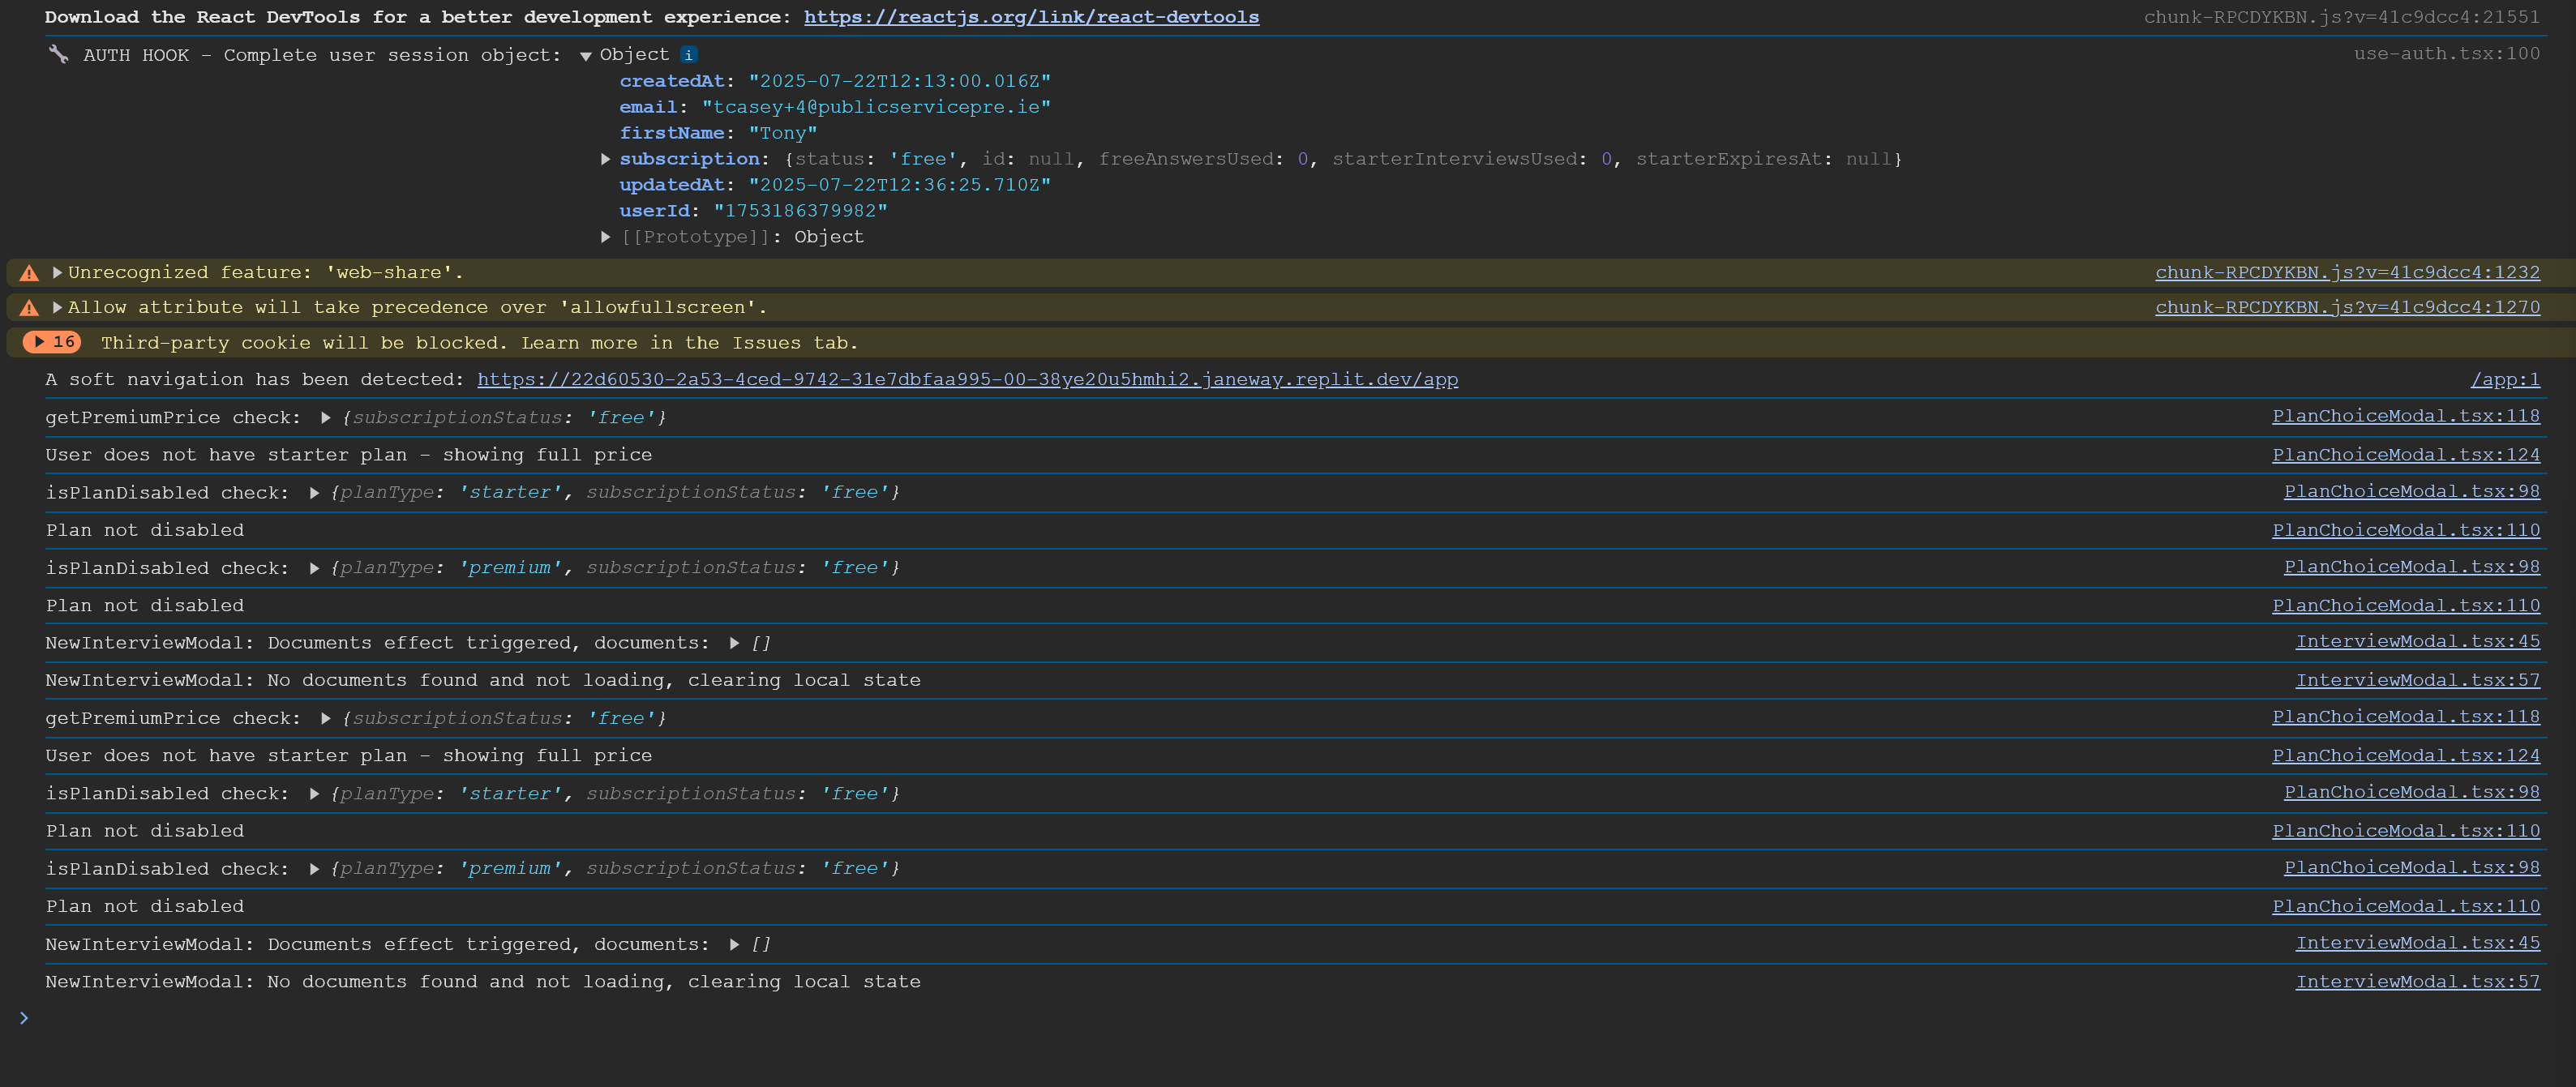 Download the React DevTools for a better development experience: https://reactjs.org/link/react-devtools chunk-RPCDYKBN.js?v=41c9dcc4:21551
🔧 AUTH HOOK - Complete user session object: ▼ Object i use-auth.tsx:100
createdAt: "2025-07-22T12:13:00.016Z"
email: "tcasey+4@publicservicepre.ie"
firstName: "Tony"
▶ subscription: {status: 'free', id: null, freeAnswersUsed: 0, starterInterviewsUsed: 0, starterExpiresAt: null}
updatedAt: "2025-07-22T12:36:25.710Z"
userId: "1753186379982"
▶ [[Prototype]]: Object
▶ Unrecognized feature: 'web-share'. chunk-RPCDYKBN.js?v=41c9dcc4:1232
▶ Allow attribute will take precedence over 'allowfullscreen'. chunk-RPCDYKBN.js?v=41c9dcc4:1270
▶ 16 Third-party cookie will be blocked. Learn more in the Issues tab.
A soft navigation has been detected: https://22d60530-2a53-4ced-9742-31e7dbfaa995-00-38ye20u5hmhi2.janeway.replit.dev/app /app:1
getPremiumPrice check: ▶ {subscriptionStatus: 'free'} PlanChoiceModal.tsx:118
User does not have starter plan - showing full price PlanChoiceModal.tsx:124
isPlanDisabled check: ▶ {planType: 'starter', subscriptionStatus: 'free'} PlanChoiceModal.tsx:98
Plan not disabled PlanChoiceModal.tsx:110
isPlanDisabled check: ▶ {planType: 'premium', subscriptionStatus: 'free'} PlanChoiceModal.tsx:98
Plan not disabled PlanChoiceModal.tsx:110
NewInterviewModal: Documents effect triggered, documents: ▶ [] InterviewModal.tsx:45
NewInterviewModal: No documents found and not loading, clearing local state InterviewModal.tsx:57
getPremiumPrice check: ▶ {subscriptionStatus: 'free'} PlanChoiceModal.tsx:118
User does not have starter plan - showing full price PlanChoiceModal.tsx:124
isPlanDisabled check: ▶ {planType: 'starter', subscriptionStatus: 'free'} PlanChoiceModal.tsx:98
Plan not disabled PlanChoiceModal.tsx:110
isPlanDisabled check: ▶ {planType: 'premium', subscriptionStatus: 'free'} PlanChoiceModal.tsx:98
Plan not disabled PlanChoiceModal.tsx:110
NewInterviewModal: Documents effect triggered, documents: ▶ [] InterviewModal.tsx:45
NewInterviewModal: No documents found and not loading, clearing local state InterviewModal.tsx:57